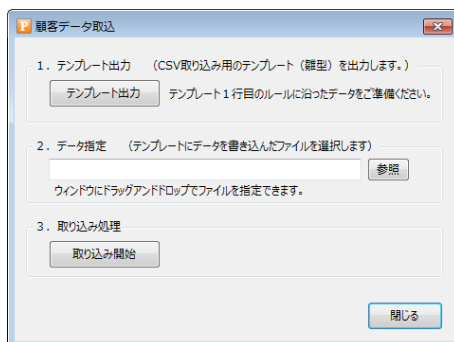 P 顧客データ取込
1．テンプレート出力　（CSV取り込み用のテンプレート（雛型）を出力します。）
テンプレート出力　テンプレート1行目のルールに沿ったデータをご準備ください。
2．データ指定　（テンプレートにデータを書き込んだファイルを選択します）
参照
ウィンドウにドラッグアンドドロップでファイルを指定できます。
3．取り込み処理
取り込み開始
閉じる